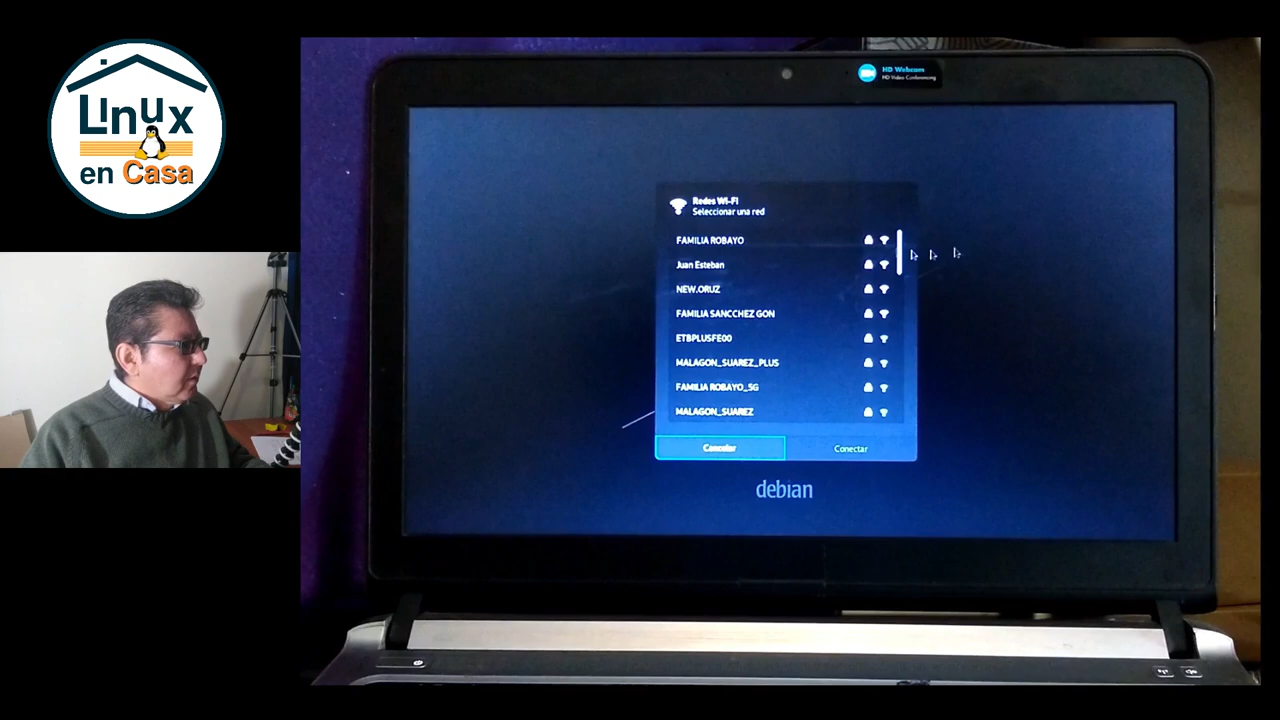 Linux
en Casa
HD Webcam
HD Video Conferencing
Redes Wi-Fi
Seleccionar una red
FAMILIA ROBAYO
Juan Esteban
NEW.ORUZ
FAMILIA SANCCHEZ GON
ETBPLUSFE00
MALAGON_SUAREZ_PLUS
FAMILIA ROBAYO_5G
MALAGON_SUAREZ
Cancelar
Conectar
debian